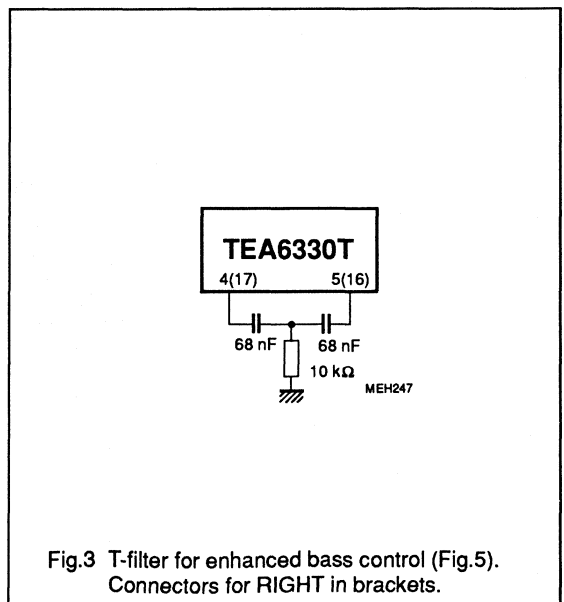 TEA6330T
4(17) 5(16)
68 nF 68 nF
10 kΩ
MEH247
Fig.3 T-filter for enhanced bass control (Fig.5).
Connectors for RIGHT in brackets.